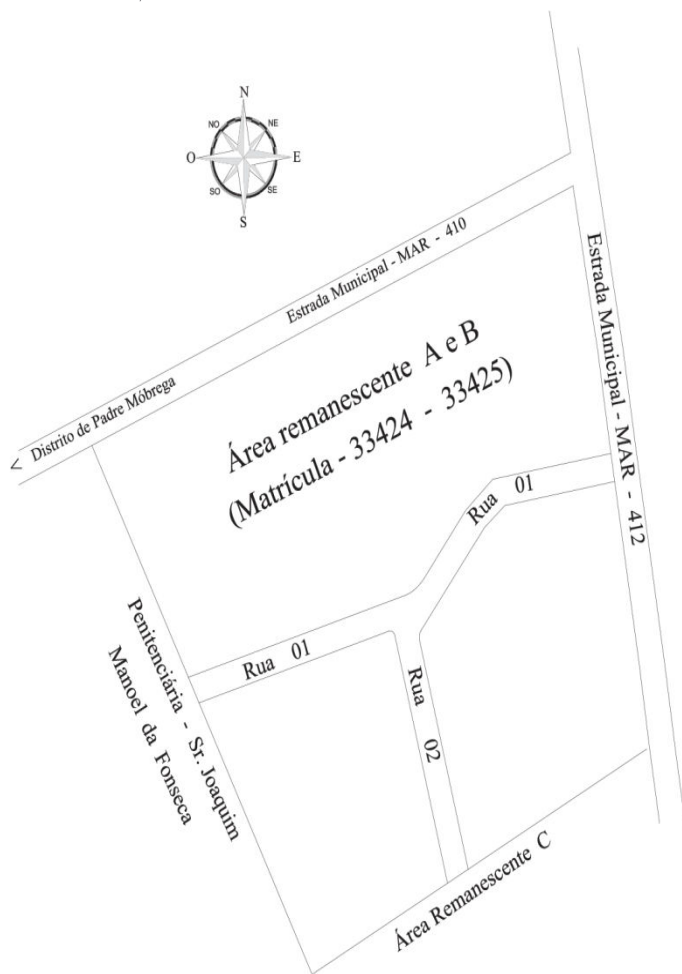 N
NO
NE
O
E
SO
SE
S
Estrada Municipal - MAR - 410
Distrito de Padre Móbrega
Estrada Municipal - MAR - 412
Área remanescente A e B
(Matrícula - 33424 - 33425)
Rua 01
Rua 01
Rua 02
Penitenciária - Sr. Joaquim
Manoel da Fonseca
Área Remanescente C